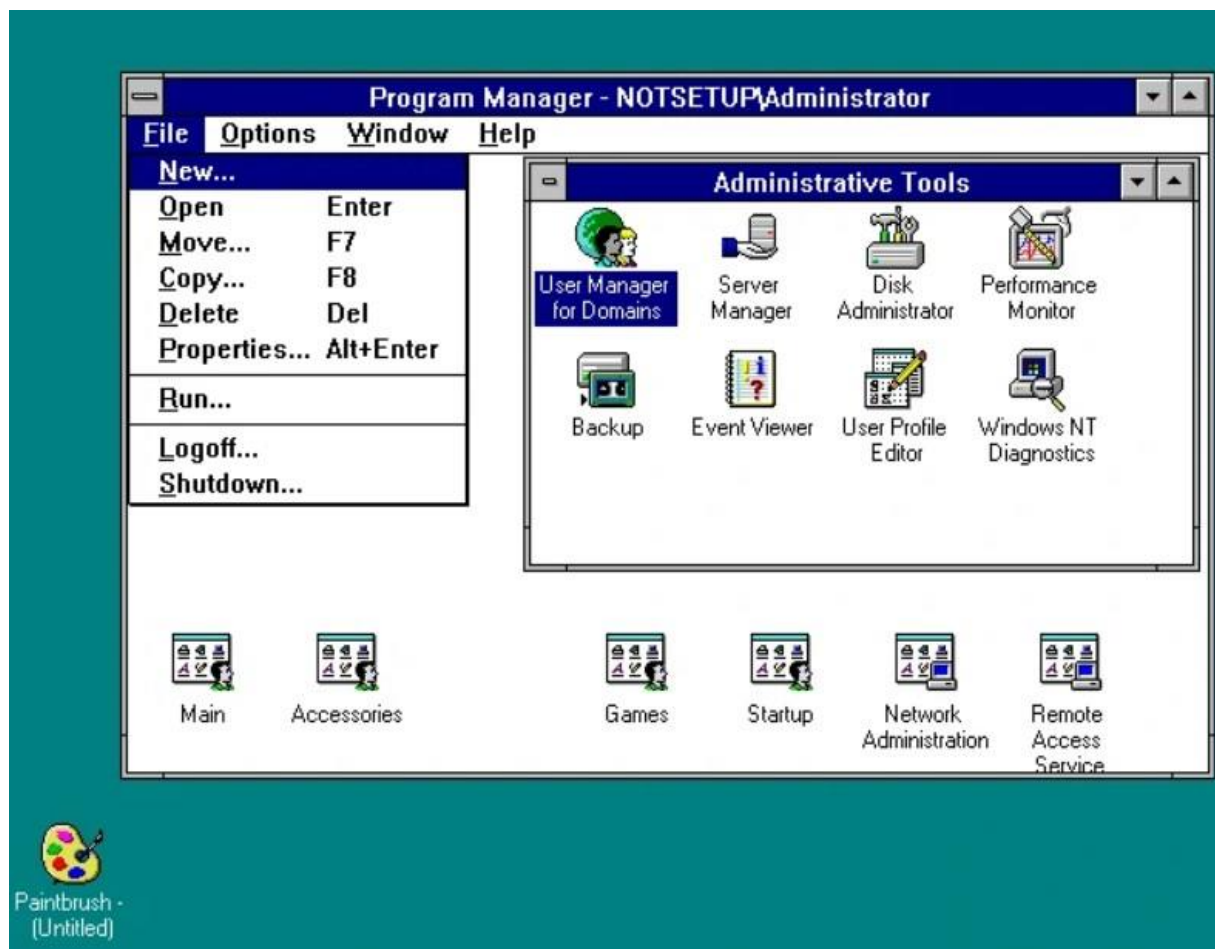 Program Manager - NOTSETUP\Administrator
File Options Window Help
New...
Open Enter
Move... F7
Copy... F8
Delete Del
Properties... Alt+Enter
Run...
Logoff...
Shutdown...
Administrative Tools
User Manager
for Domains
Server
Manager
Disk
Administrator
Performance
Monitor
Backup
Event Viewer
User Profile
Editor
Windows NT
Diagnostics
Main
Accessories
Games
Startup
Network
Administration
Remote
Access
Service
Paintbrush -
(Untitled)